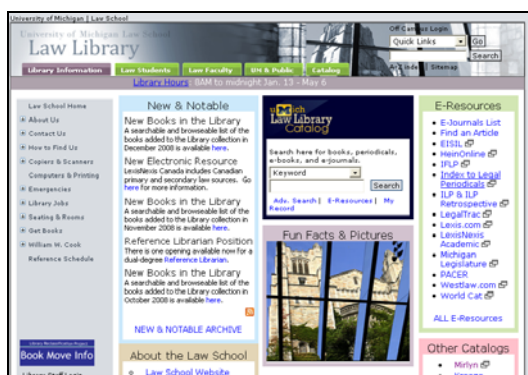 University of Michigan | Law School
University of Michigan Law School
Law Library
Off Campus Login
Quick Links
Go
Search
A-Z Index | Sitemap
Library Information
Law Students
Law Faculty
UM & Public
Catalog
Library Hours: 8AM to midnight Jan. 13 - May 6
Law School Home
About Us
Contact Us
How to Find Us
Copiers & Scanners
Computers & Printing
Emergencies
Library Jobs
Seating & Rooms
Get Books
William W. Cook
Reference Schedule
Book Move Info
New & Notable
New Books in the Library
A searchable and browseable list of the
books added to the Library collection in
December 2008 is available here.
New Electronic Resource
LexisNexis Canada includes Canadian
primary and secondary law sources. Go
here for more information.
New Books in the Library
A searchable and browseable list of the
books added to the Library collection in
November 2008 is available here.
Reference Librarian Position
There is one opening available now for a
dual-degree Reference Librarian.
New Books in the Library
A searchable and browseable list of the
books added to the Library collection in
October 2008 is available here.
NEW & NOTABLE ARCHIVE
About the Law School
Law School Website
UMich
Law Library
Catalog
Search here for books, periodicals,
e-books, and e-journals.
Keyword
Search
Adv. Search | E-Resources | My
Record
Fun Facts & Pictures
E-Resources
E-Journals List
Find an Article
EISIL
HeinOnline
IFLP
Index to Legal
Periodicals
ILP & ILP
Retrospective
LegalTrac
Lexis.com
LexisNexis
Academic
Michigan
Legislature
PACER
Westlaw.com
World Cat
ALL E-Resources
Other Catalogs
Mirlyn